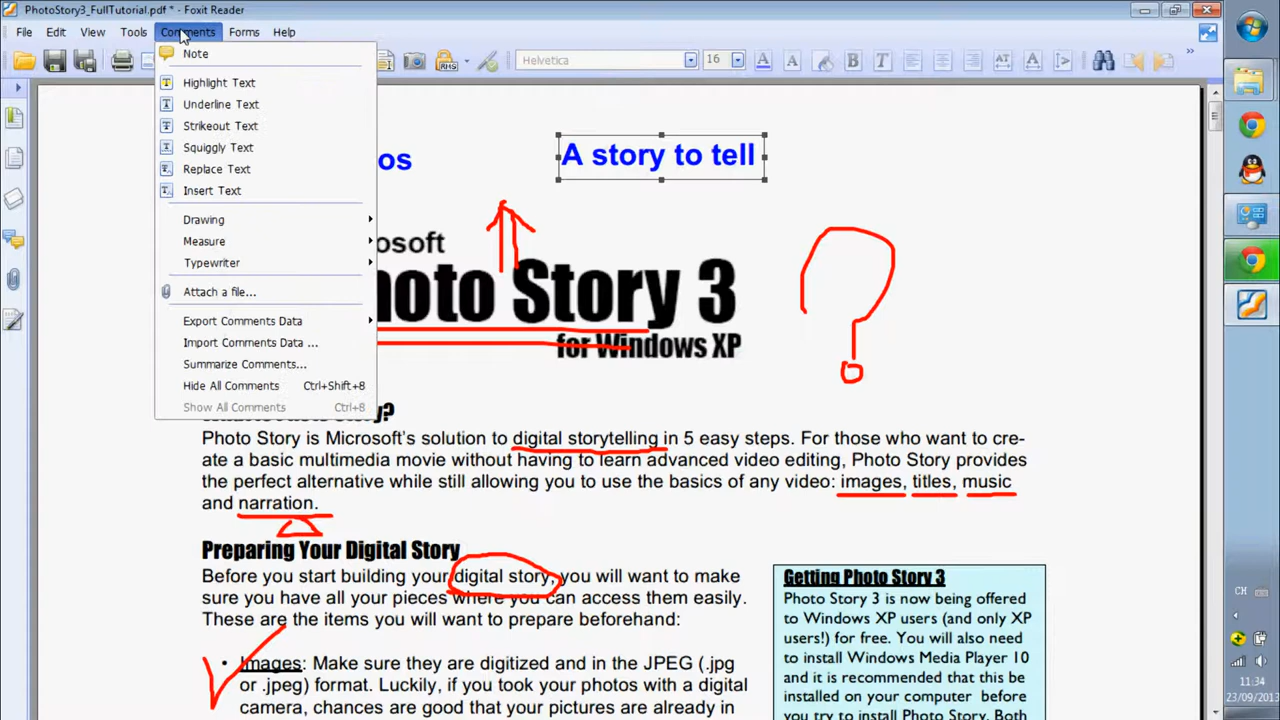 PhotoStory3_FullTutorial.pdf * - Foxit Reader
File Edit View Tools Comments Forms Help
Note
Highlight Text
Underline Text
Strikeout Text
Squiggly Text
Replace Text
Insert Text
Drawing
Measure
Typewriter
Attach a file...
Export Comments Data
Import Comments Data ...
Summarize Comments...
Hide All Comments Ctrl+Shift+8
Show All Comments Ctrl+8
Helvetica 16
os A story to tell
osoft
hoto Story 3
for Windows XP
Story?
Photo Story is Microsoft's solution to digital storytelling in 5 easy steps. For those who want to cre-
ate a basic multimedia movie without having to learn advanced video editing, Photo Story provides
the perfect alternative while still allowing you to use the basics of any video: images, titles, music
and narration.
Preparing Your Digital Story
Before you start building your digital story, you will want to make
sure you have all your pieces where you can access them easily.
These are the items you will want to prepare beforehand:
• Images: Make sure they are digitized and in the JPEG (.jpg
or .jpeg) format. Luckily, if you took your photos with a digital
camera, chances are good that your pictures are already in
Getting Photo Story 3
Photo Story 3 is now being offered
to Windows XP users (and only XP
users!) for free. You will also need
to install Windows Media Player 10
and it is recommended that this be
installed on your computer before
you try to install Photo Story. Both
CH
11:34
23/09/2013